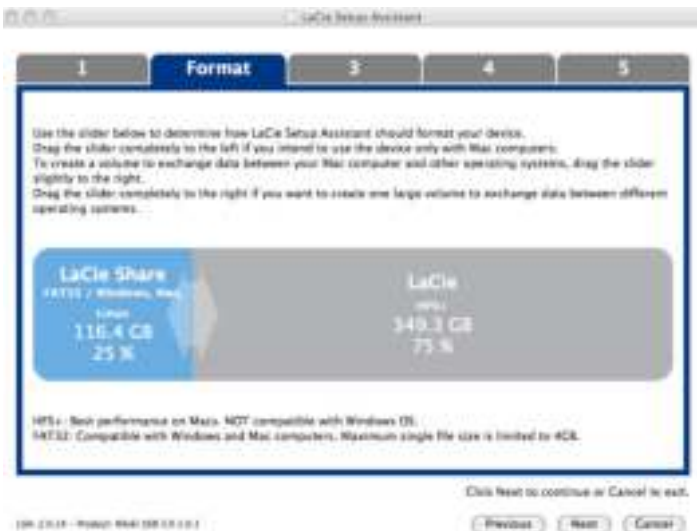 LaCie Setup Assistant
1 Format 3 4 5
Use the slider below to determine how LaCie Setup Assistant should format your device.
Drag the slider completely to the left if you intend to use the device only with Mac computers.
To create a volume to exchange data between your Mac computer and other operating systems, drag the slider
slightly to the right.
Drag the slider completely to the right if you want to create one large volume to exchange data between different
operating systems.
LaCie Share
FAT32 / Windows, Mac,
Linux
116.4 GB
25 %
LaCie
HFS+
349.3 GB
75 %
HFS+: Best performance on Macs. NOT compatible with Windows OS.
FAT32: Compatible with Windows and Mac computers. Maximum single file size is limited to 4GB.
Click Next to continue or Cancel to exit.
Previous Next Cancel